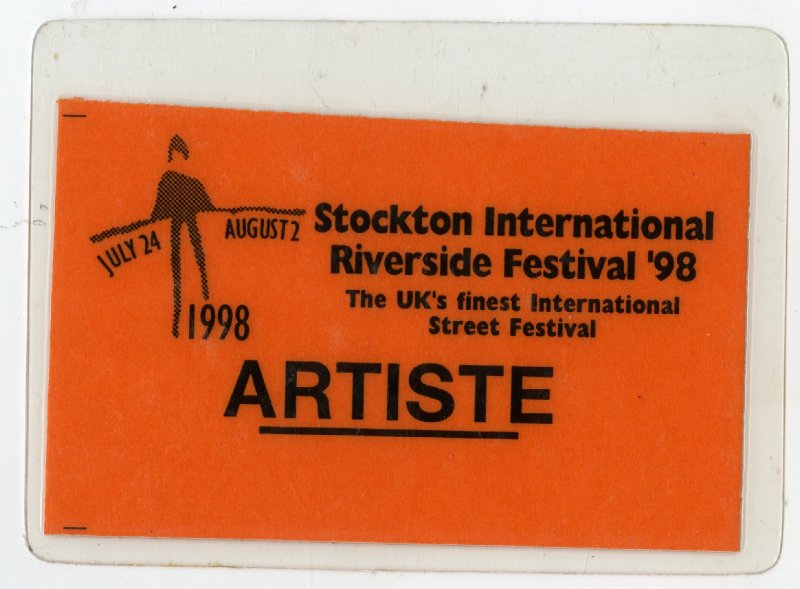 JULY 24
AUGUST 2
1998
Stockton International
Riverside Festival '98
The UK's finest International
Street Festival
ARTISTE